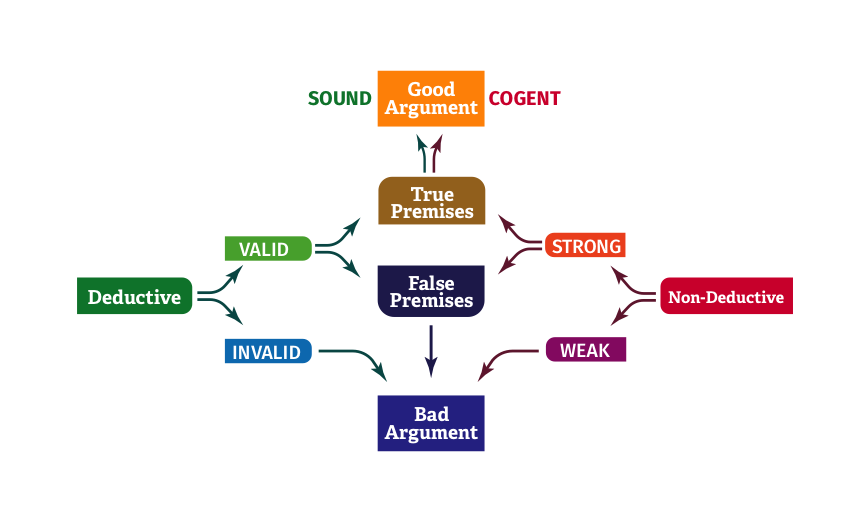 SOUND
Good
Argument
COGENT
True
Premises
VALID
STRONG
False
Premises
Deductive
Non-Deductive
INVALID
WEAK
Bad
Argument